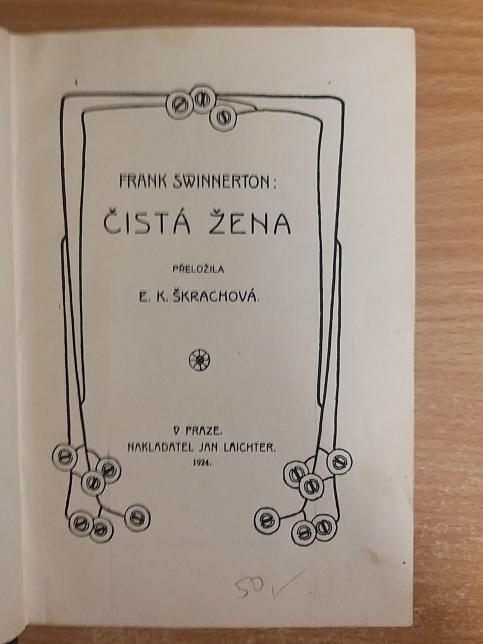 FRANK SWINNERTON:
ČISTÁ ŽENA
PŘELOŽILA
E. K. ŠKRACHOVÁ.
V PRAZE.
NAKLADATEL JAN LAICHTER.
1924.
50,-